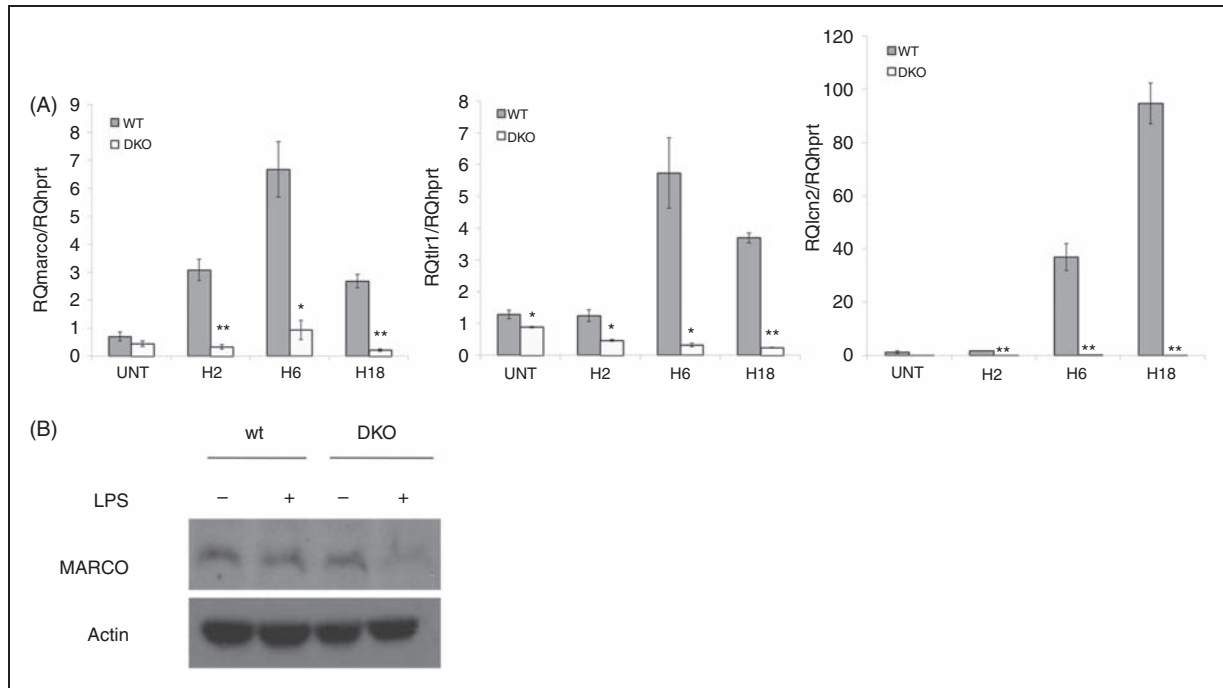 (A)
RQmarco/RQhprt
9
8
7
6
5
4
3
2
1
0
WT
DKO
**
*
**
UNT H2 H6 H18
RQtlr1/RQhprt
8
7
6
5
4
3
2
1
0
WT
DKO
*
*
*
**
UNT H2 H6 H18
RQlcn2/RQhprt
120
100
80
60
40
20
0
WT
DKO
**
**
**
UNT H2 H6 H18
(B)
wt DKO
LPS – + – +
MARCO
Actin